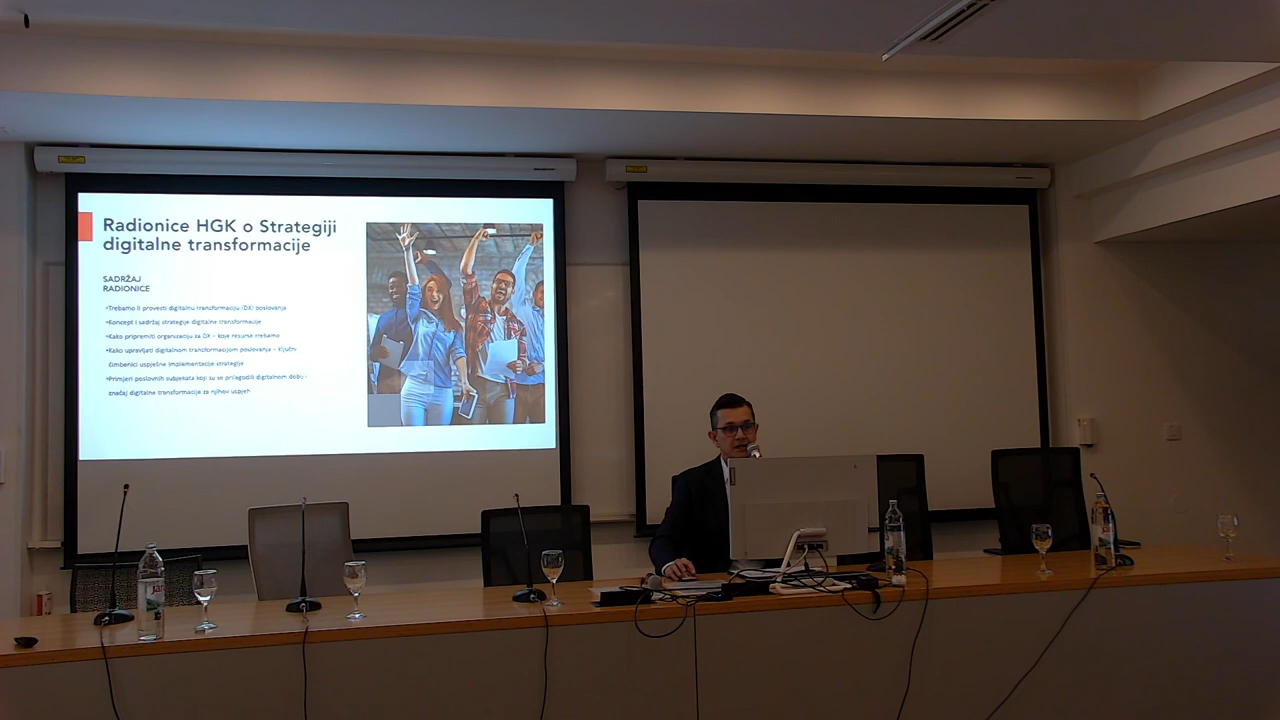 Radionice HGK o Strategiji
digitalne transformacije
SADRŽAJ
RADIONICE
•Trebamo li provesti digitalnu transformaciju (DX) poslovanja
•Koncept i sadržaj strategije digitalne transformacije
•Kako pripremiti organizaciju za DX – koje resurse trebamo
•Kako upravljati digitalnom transformacijom poslovanja – ključni
čimbenici uspješne implementacije strategije
•Primjeri poslovnih subjekata koji su se prilagodili digitalnom dobu -
značaj digitalne transformacije za njihov uspjeh